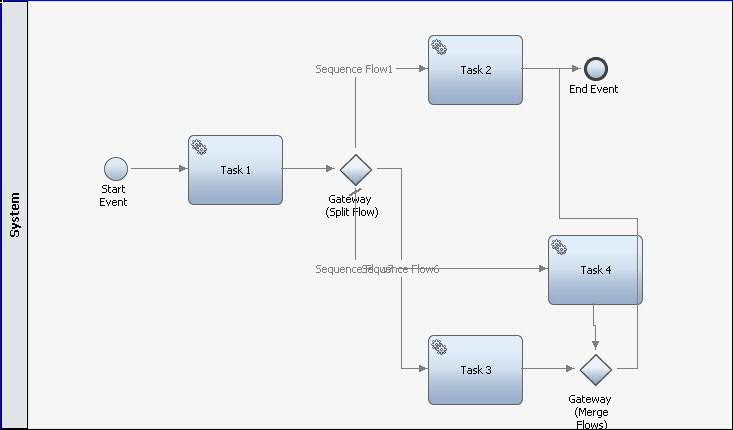 System
Start
Event
Task 1
Gateway
(Split Flow)
Sequence Flow1
Task 2
End Event
Sequence Flow6
Task 4
Task 3
Gateway
(Merge
Flows)